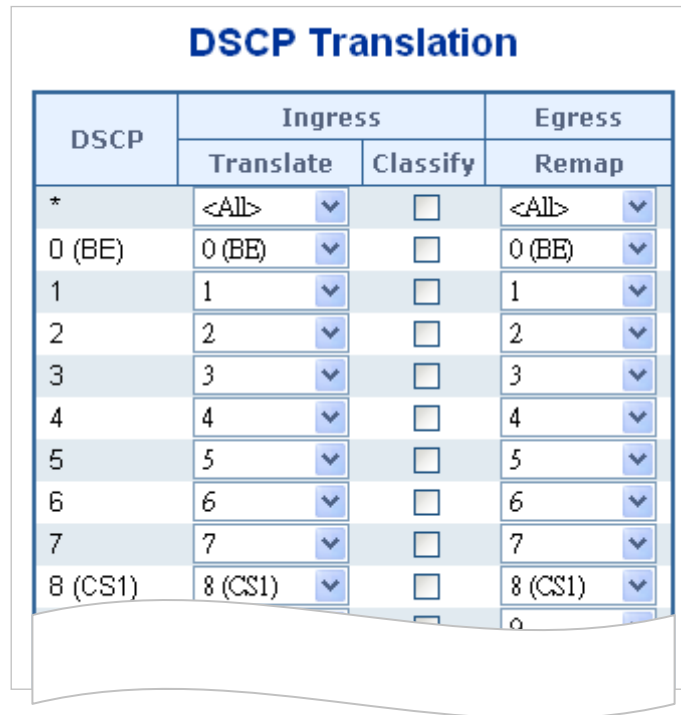 DSCP Translation
DSCP Ingress Egress
Translate Classify Remap
* <All> <All>
0 (BE) 0 (BE) 0 (BE)
1 1 1
2 2 2
3 3 3
4 4 4
5 5 5
6 6 6
7 7 7
8 (CS1) 8 (CS1) 8 (CS1)